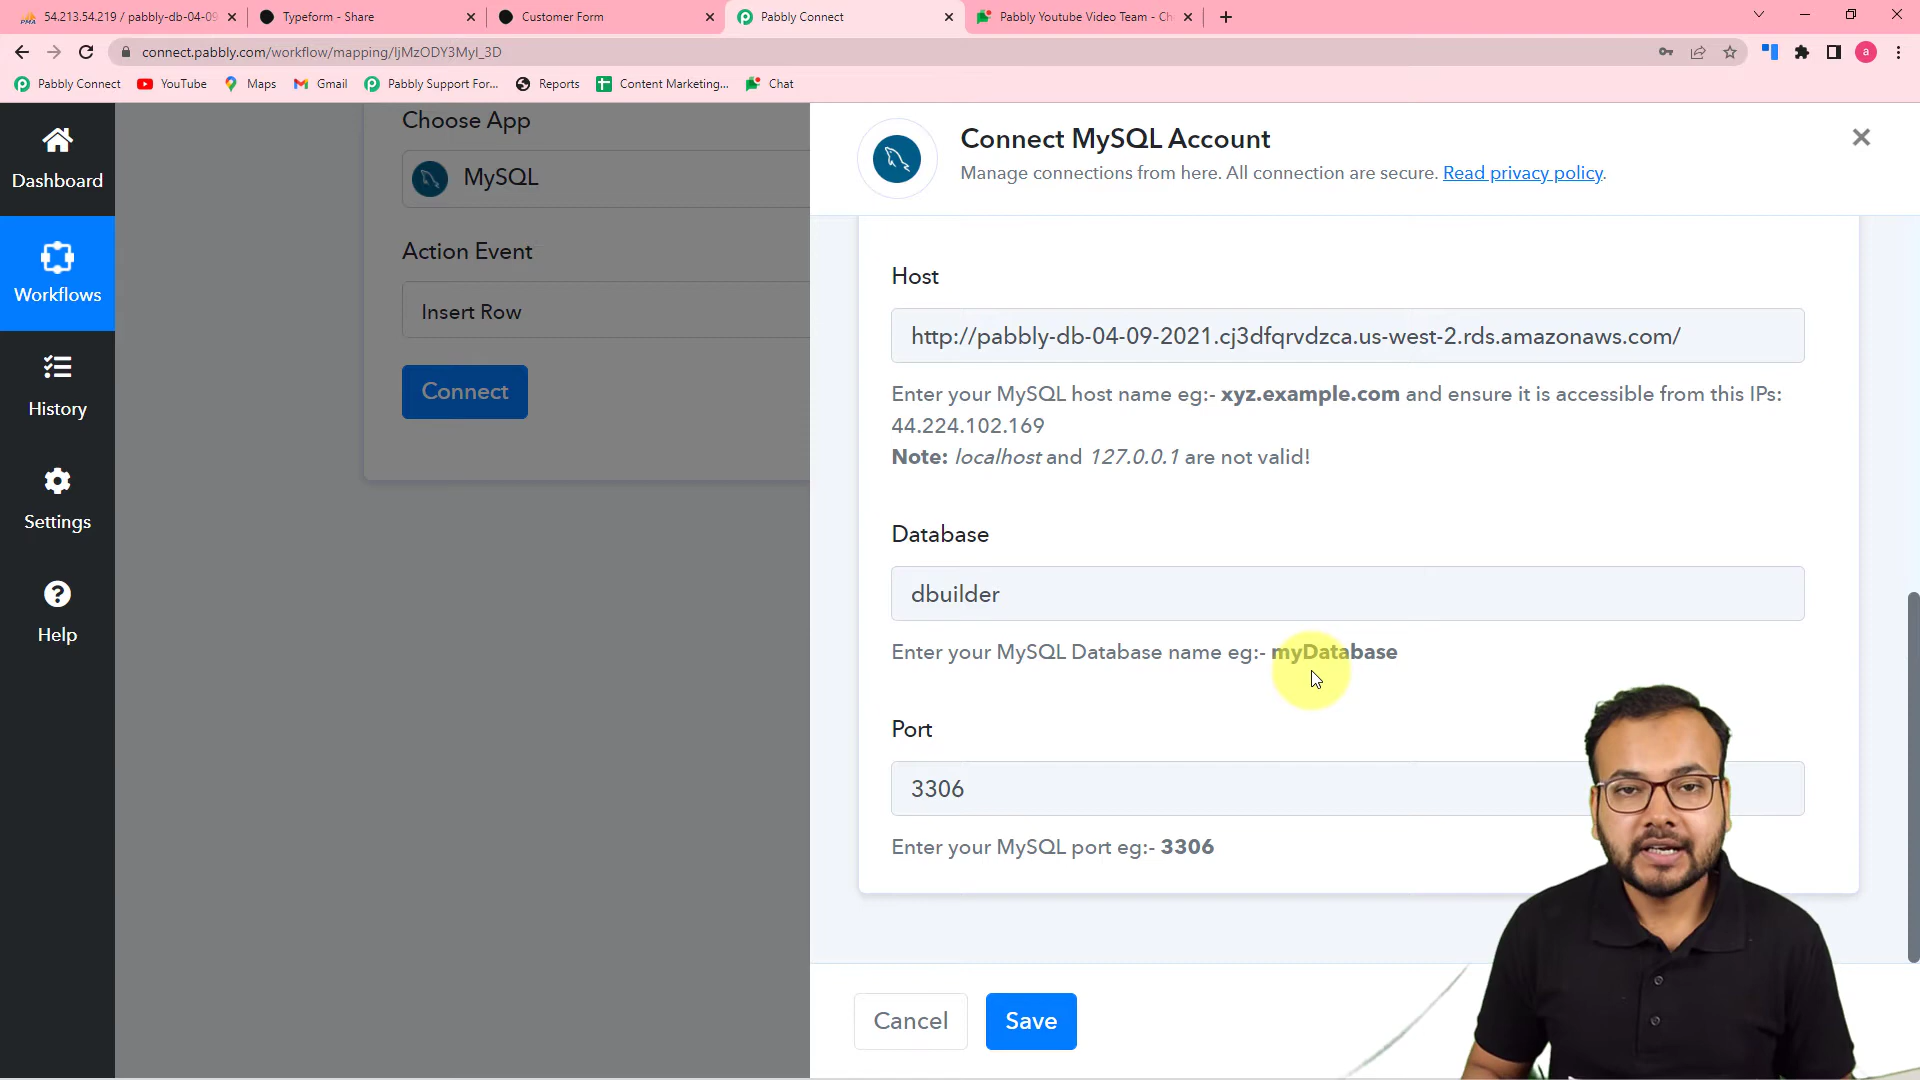 54.213.54.219 / pabbly-db-04-09
Typeform - Share
Customer Form
Pabbly Connect
Pabbly Youtube Video Team - Ch
connect.pabbly.com/workflow/mapping/IjMzODY3MyI_3D
a
Pabbly Connect
YouTube
Maps
Gmail
Pabbly Support For...
Reports
Content Marketing...
Chat
Dashboard
Workflows
History
Settings
Help
Choose App
MySQL
Action Event
Insert Row
Connect
Connect MySQL Account
Manage connections from here. All connection are secure. Read privacy policy.
Host
http://pabbly-db-04-09-2021.cj3dfqrvdzca.us-west-2.rds.amazonaws.com/
Enter your MySQL host name eg:- xyz.example.com and ensure it is accessible from this IPs:
44.224.102.169
Note: localhost and 127.0.0.1 are not valid!
Database
dbuilder
Enter your MySQL Database name eg:- myDatabase
Port
3306
Enter your MySQL port eg:- 3306
Cancel
Save